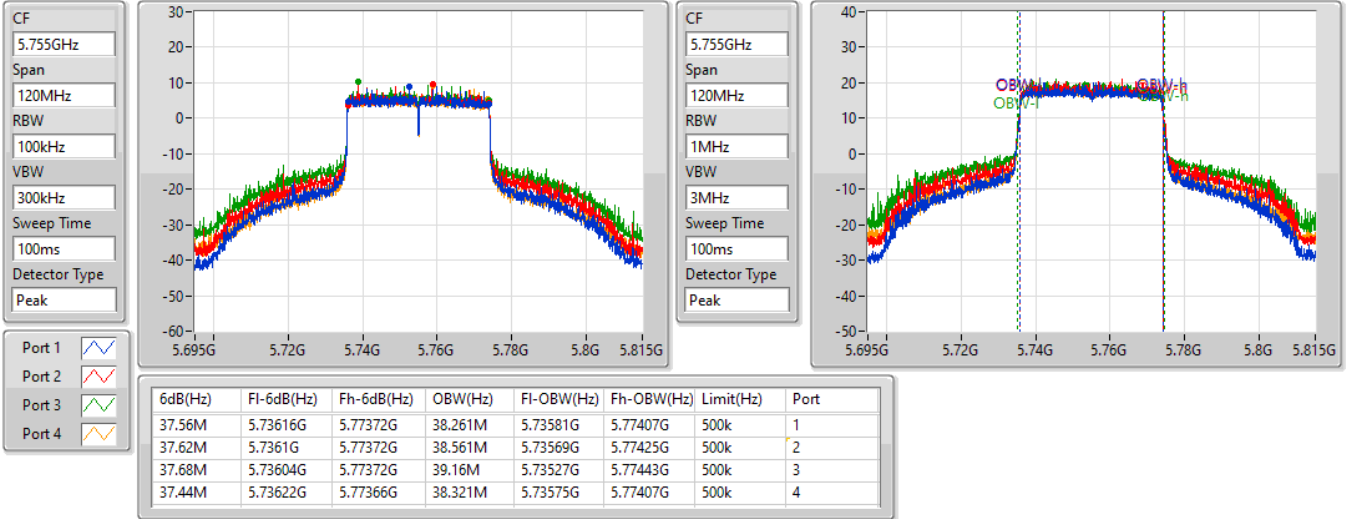 CF
5.755GHz
Span
120MHz
RBW
100kHz
VBW
300kHz
Sweep Time
100ms
Detector Type
Peak
30
20
10
0
-10
-20
-30
-40
-50
-60
5.695G 5.72G 5.74G 5.76G 5.78G 5.8G 5.815G
CF
5.755GHz
Span
120MHz
RBW
1MHz
VBW
3MHz
Sweep Time
100ms
Detector Type
Peak
40
30
20
10
0
-10
-20
-30
-40
-50
OBW-l
OBW-h
5.695G 5.72G 5.74G 5.76G 5.78G 5.8G 5.815G
Port 1
Port 2
Port 3
Port 4
6dB(Hz) Fl-6dB(Hz) Fh-6dB(Hz) OBW(Hz) Fl-OBW(Hz) Fh-OBW(Hz) Limit(Hz) Port
37.56M 5.73616G 5.77372G 38.261M 5.73581G 5.77407G 500k 1
37.62M 5.7361G 5.77372G 38.561M 5.73569G 5.77425G 500k 2
37.68M 5.73604G 5.77372G 39.16M 5.73527G 5.77443G 500k 3
37.44M 5.73622G 5.77366G 38.321M 5.73575G 5.77407G 500k 4